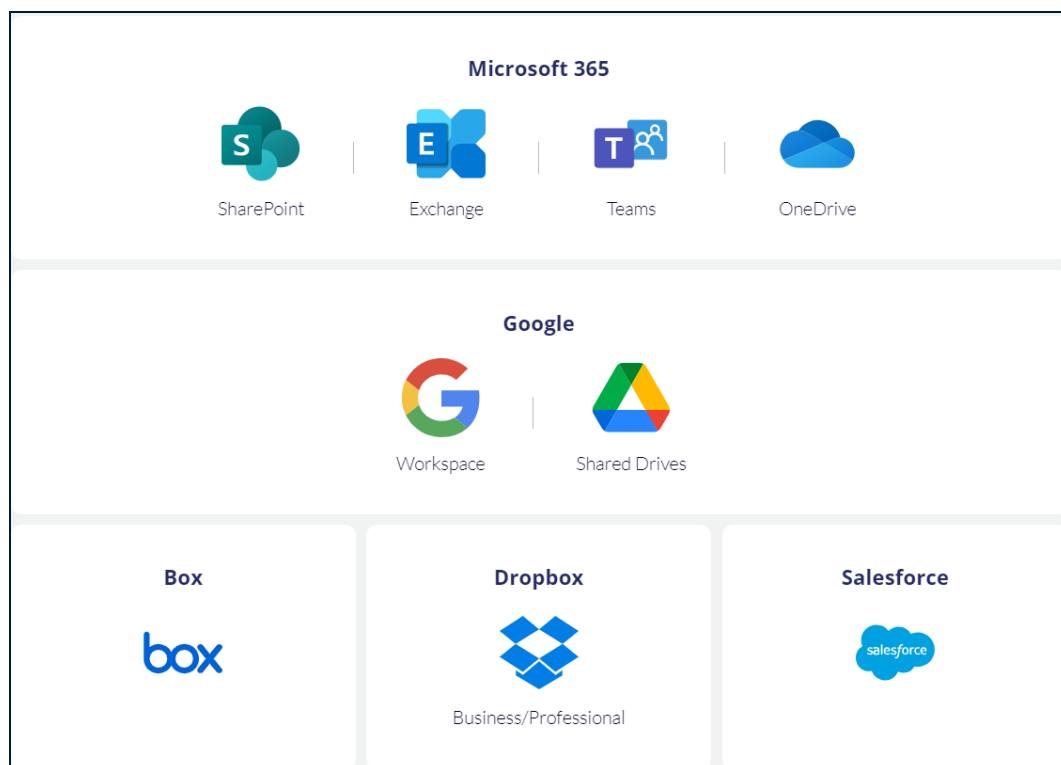 Microsoft 365
S
E
T
SharePoint
Exchange
Teams
OneDrive
Google
Workspace
Shared Drives
Box
Dropbox
Salesforce
box
salesforce
Business/Professional